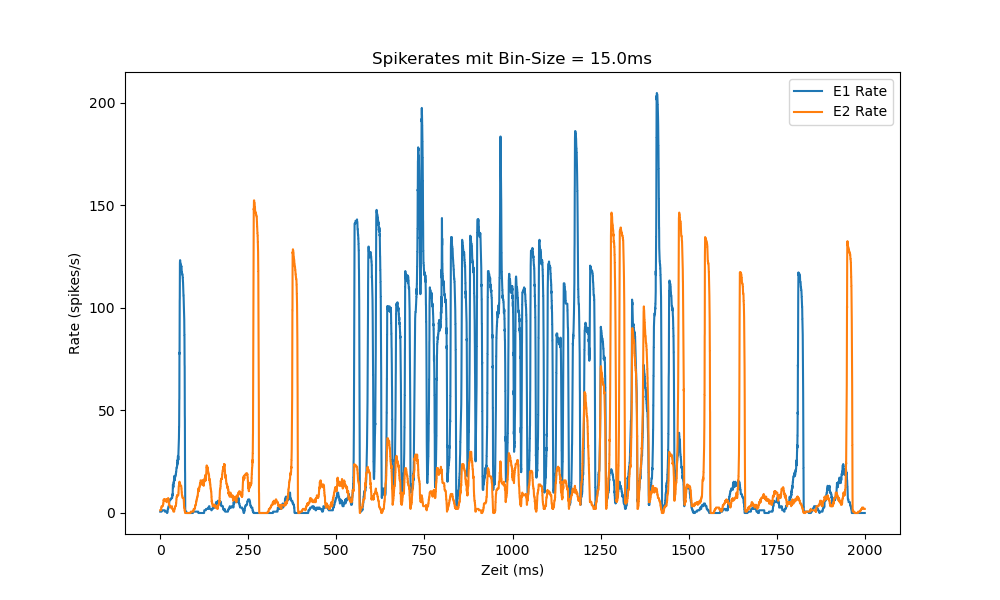 Spikerates mit Bin-Size = 15.0ms
E1 Rate
E2 Rate
200
150
100
50
0
Rate (spikes/s)
0 250 500 750 1000 1250 1500 1750 2000
Zeit (ms)